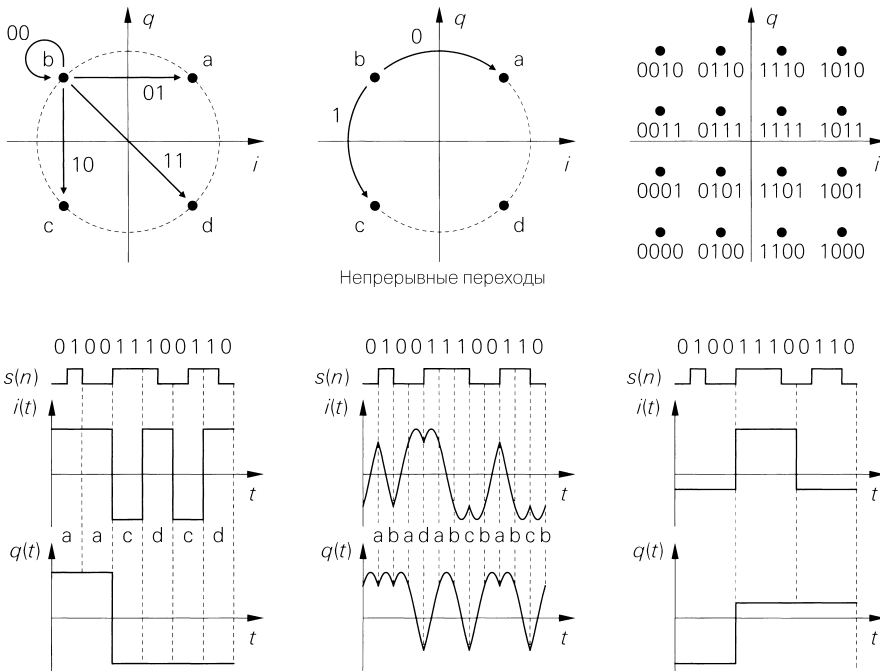 00
b
q
a
01
10
11
i
c
d
0
b
q
a
1
i
c
d
Непрерывные переходы
q
0010 0110 1110 1010
0011 0111 1111 1011
i
0001 0101 1101 1001
0000 0100 1100 1000
010011100110
s(n)
i(t)
t
a a c d c d
q(t)
t
010011100110
s(n)
i(t)
t
abadabcbabcb
q(t)
t
010011100110
s(n)
i(t)
t
q(t)
t